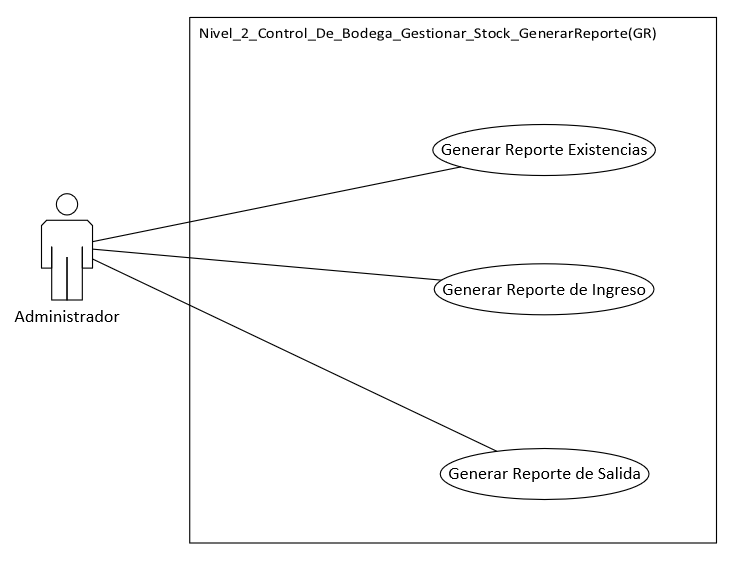 Nivel_2_Control_De_Bodega_Gestionar_Stock_GenerarReporte(GR)
Generar Reporte Existencias
Generar Reporte de Ingreso
Administrador
Generar Reporte de Salida